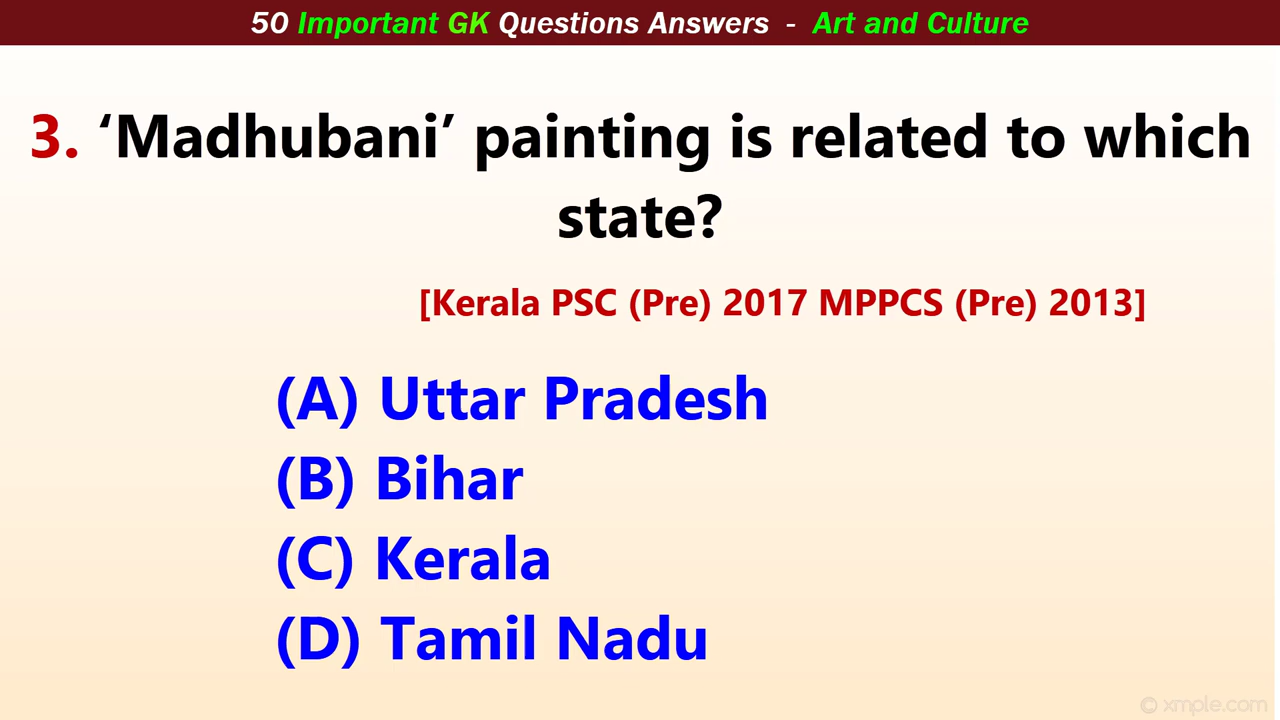 50 Important GK Questions Answers - Art and Culture
3. ‘Madhubani’ painting is related to which
state?
[Kerala PSC (Pre) 2017 MPPCS (Pre) 2013]
(A) Uttar Pradesh
(B) Bihar
(C) Kerala
(D) Tamil Nadu
© xmple.com